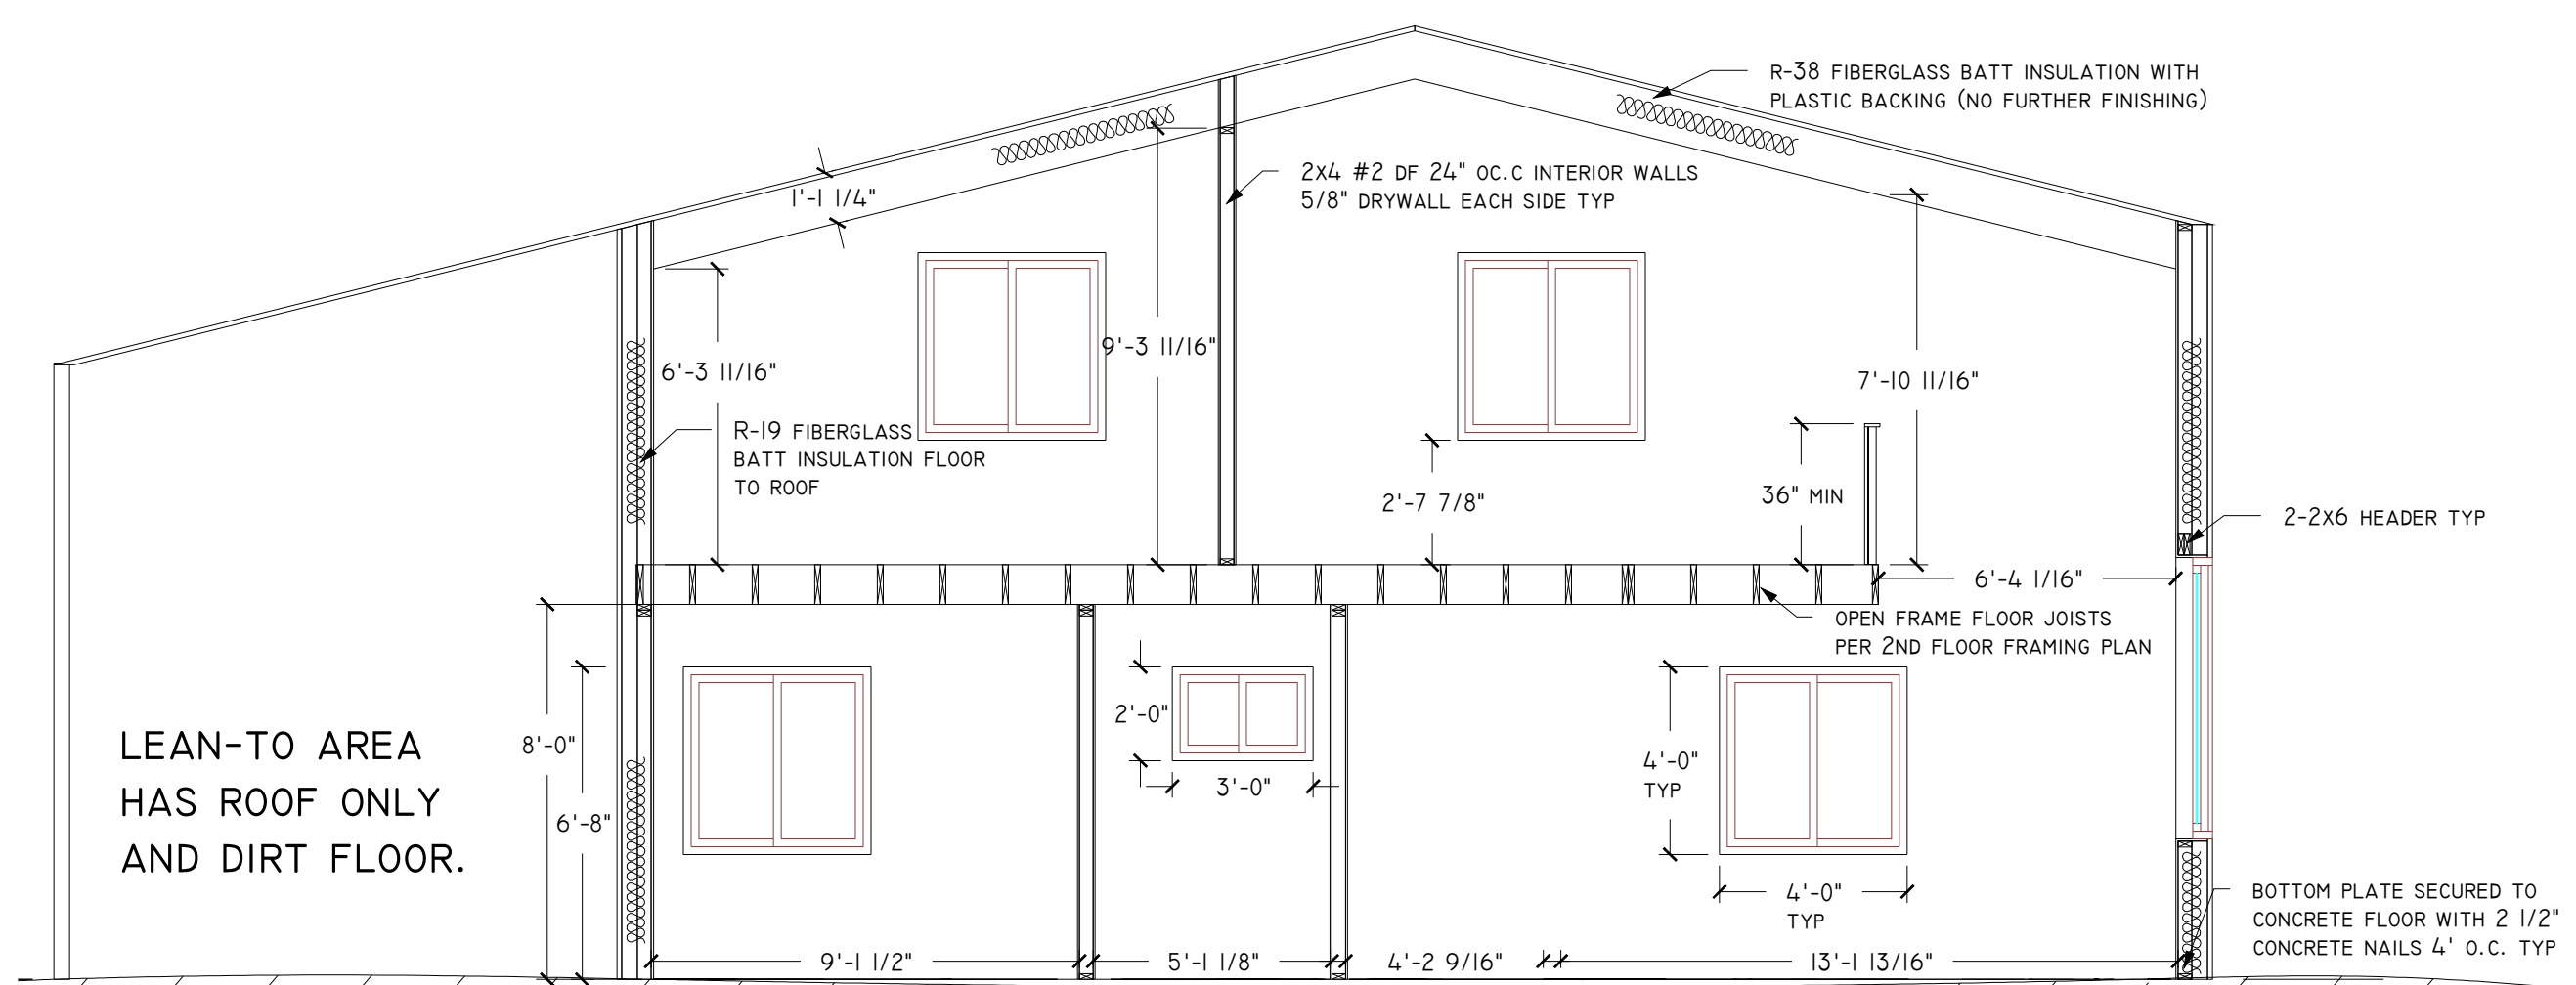 R-38 FIBERGLASS BATT INSULATION WITH
PLASTIC BACKING (NO FURTHER FINISHING)
2X4 #2 DF 24" OC.C INTERIOR WALLS
5/8" DRYWALL EACH SIDE TYP
1'-1 1/4"
9'-3 11/16"
6'-3 11/16"
7'-10 11/16"
R-19 FIBERGLASS
BATT INSULATION FLOOR
TO ROOF
2'-7 7/8"
36" MIN
2-2X6 HEADER TYP
6'-4 1/16"
OPEN FRAME FLOOR JOISTS
PER 2ND FLOOR FRAMING PLAN
LEAN-TO AREA
HAS ROOF ONLY
AND DIRT FLOOR.
8'-0"
6'-8"
2'-0"
3'-0"
4'-0"
TYP
4'-0"
TYP
BOTTOM PLATE SECURED TO
CONCRETE FLOOR WITH 2 1/2"
CONCRETE NAILS 4' O.C. TYP
9'-1 1/2"
5'-1 1/8"
4'-2 9/16"
13'-1 13/16"